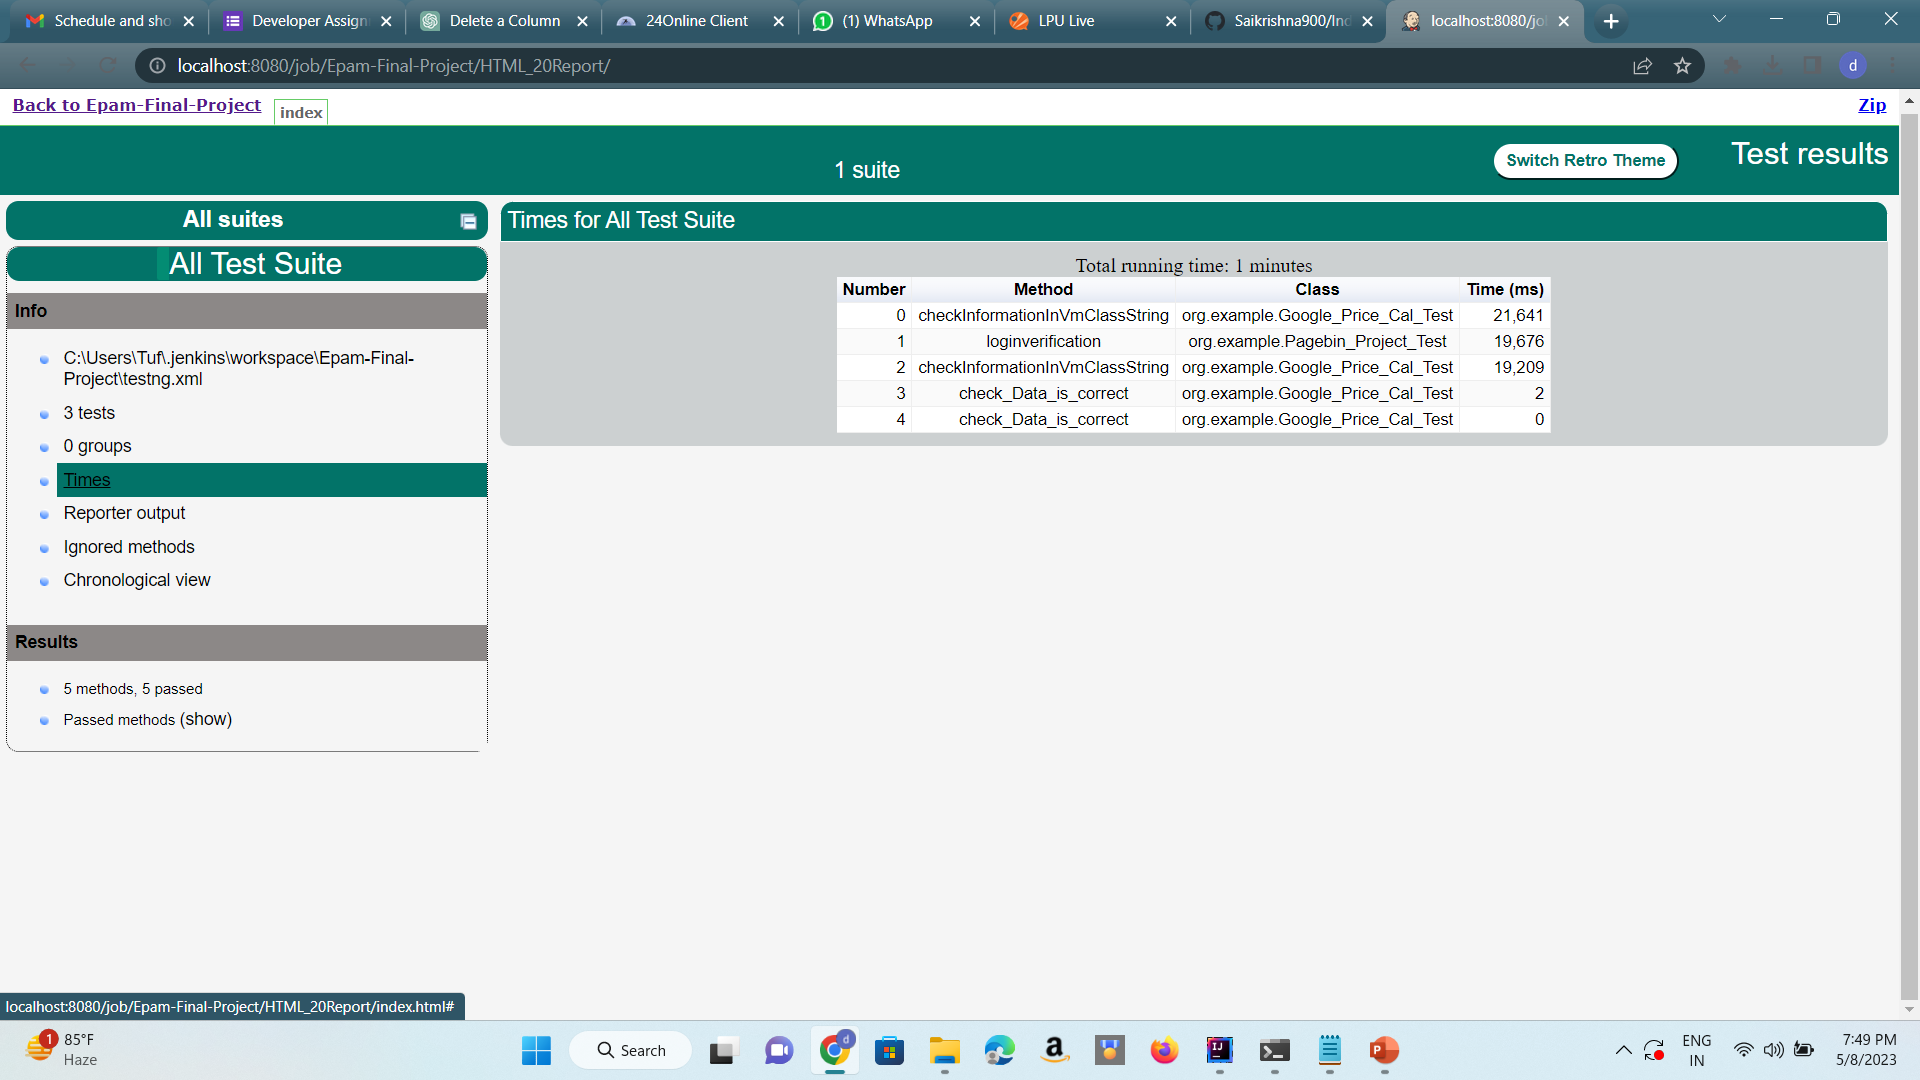 Schedule and sho
Developer Assign
Delete a Column
24Online Client
(1) WhatsApp
LPU Live
Saikrishna900/Ind
localhost:8080/jo
localhost:8080/job/Epam-Final-Project/HTML_20Report/
d
Back to Epam-Final-Project
index
Zip
1 suite
Switch Retro Theme
Test results
All suites
All Test Suite
Info
C:\Users\Tuf\.jenkins\workspace\Epam-Final-
Project\testng.xml
3 tests
0 groups
Times
Reporter output
Ignored methods
Chronological view
Results
5 methods, 5 passed
Passed methods (show)
Times for All Test Suite
Total running time: 1 minutes
Number Method Class Time (ms)
0 checkInformationInVmClassString org.example.Google_Price_Cal_Test 21,641
1 loginverification org.example.Pagebin_Project_Test 19,676
2 checkInformationInVmClassString org.example.Google_Price_Cal_Test 19,209
3 check_Data_is_correct org.example.Google_Price_Cal_Test 2
4 check_Data_is_correct org.example.Google_Price_Cal_Test 0
localhost:8080/job/Epam-Final-Project/HTML_20Report/index.html#
1
85°F
Haze
Search
d
a
IJ
P
ENG
IN
7:49 PM
5/8/2023